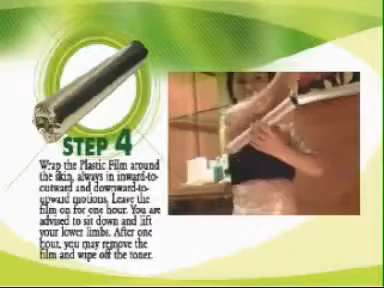 STEP 4
Wrap the Plastic Film around
the skin, always in inward-to-
outward and downward-to-
upward motions. Leave the
film on for one hour. You are
advised to sit down and lift
your lower limbs. After one
hour, you may remove the
film and wipe off the toner.